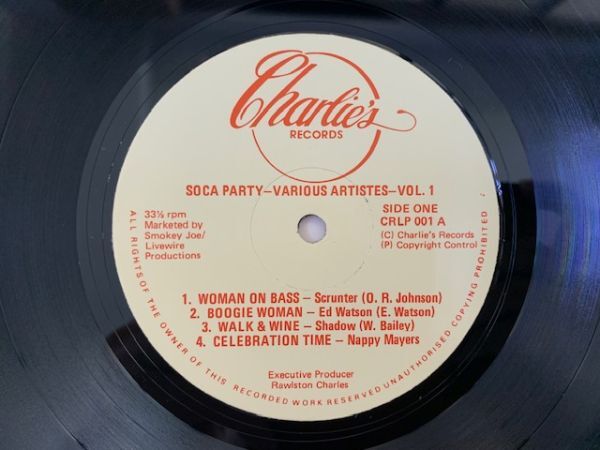 Charlie's
RECORDS
SOCA PARTY—VARIOUS ARTISTES—VOL. 1
33⅓ rpm
Marketed by
Smokey Joe/
Livewire
Productions
SIDE ONE
CRLP 001 A
(C) Charlie's Records
(P) Copyright Control
1. WOMAN ON BASS — Scrunter (O. R. Johnson)
2. BOOGIE WOMAN — Ed Watson (E. Watson)
3. WALK & WINE — Shadow (W. Bailey)
4. CELEBRATION TIME — Nappy Mayers
Executive Producer
Rawlston Charles
ALL RIGHTS OF THE OWNER OF THIS RECORDED WORK RESERVED UNAUTHORISED COPYING PROHIBITED